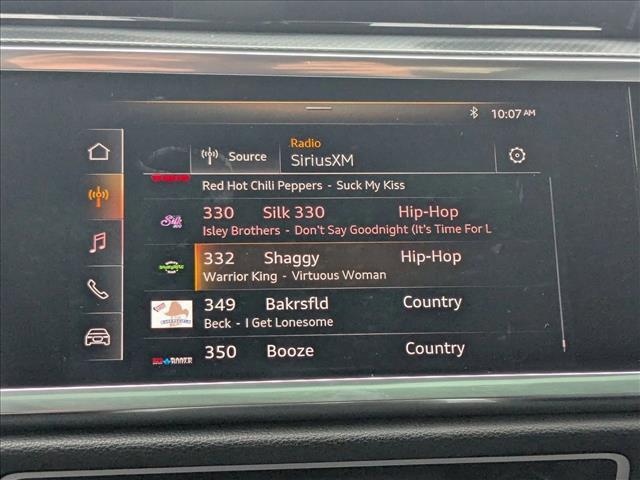 10:07 AM
Radio
Source
SiriusXM
Red Hot Chili Peppers - Suck My Kiss
Silk
330 Silk 330 Hip-Hop
Isley Brothers - Don't Say Goodnight (It's Time For L
332 Shaggy Hip-Hop
Warrior King - Virtuous Woman
349 Bakrsfld Country
Beck - I Get Lonesome
350 Booze Country